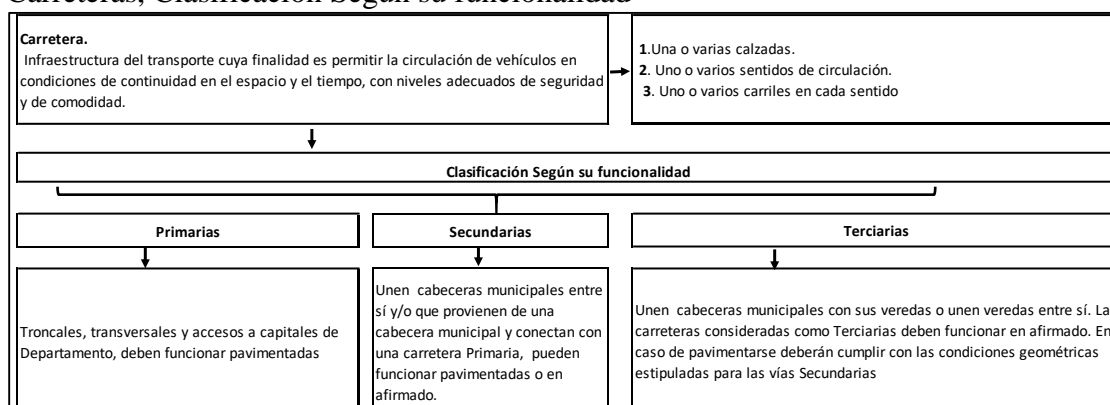 Carreteras, Clasificación Según su funcionalidad
Carretera.
Infraestructura del transporte cuya finalidad es permitir la circulación de vehículos en
condiciones de continuidad en el espacio y el tiempo, con niveles adecuados de seguridad
y de comodidad.
1.Una o varias calzadas.
2. Uno o varios sentidos de circulación.
3. Uno o varios carriles en cada sentido
Clasificación Según su funcionalidad
Primarias
Secundarias
Terciarias
Troncales, transversales y accesos a capitales de
Departamento, deben funcionar pavimentadas
Unen cabeceras municipales entre
sí y/o que provienen de una
cabecera municipal y conectan con
una carretera Primaria, pueden
funcionar pavimentadas o en
afirmado.
Unen cabeceras municipales con sus veredas o unen veredas entre sí. La
carreteras consideradas como Terciarias deben funcionar en afirmado. En
caso de pavimentarse deberán cumplir con las condiciones geométricas
estipuladas para las vías Secundarias